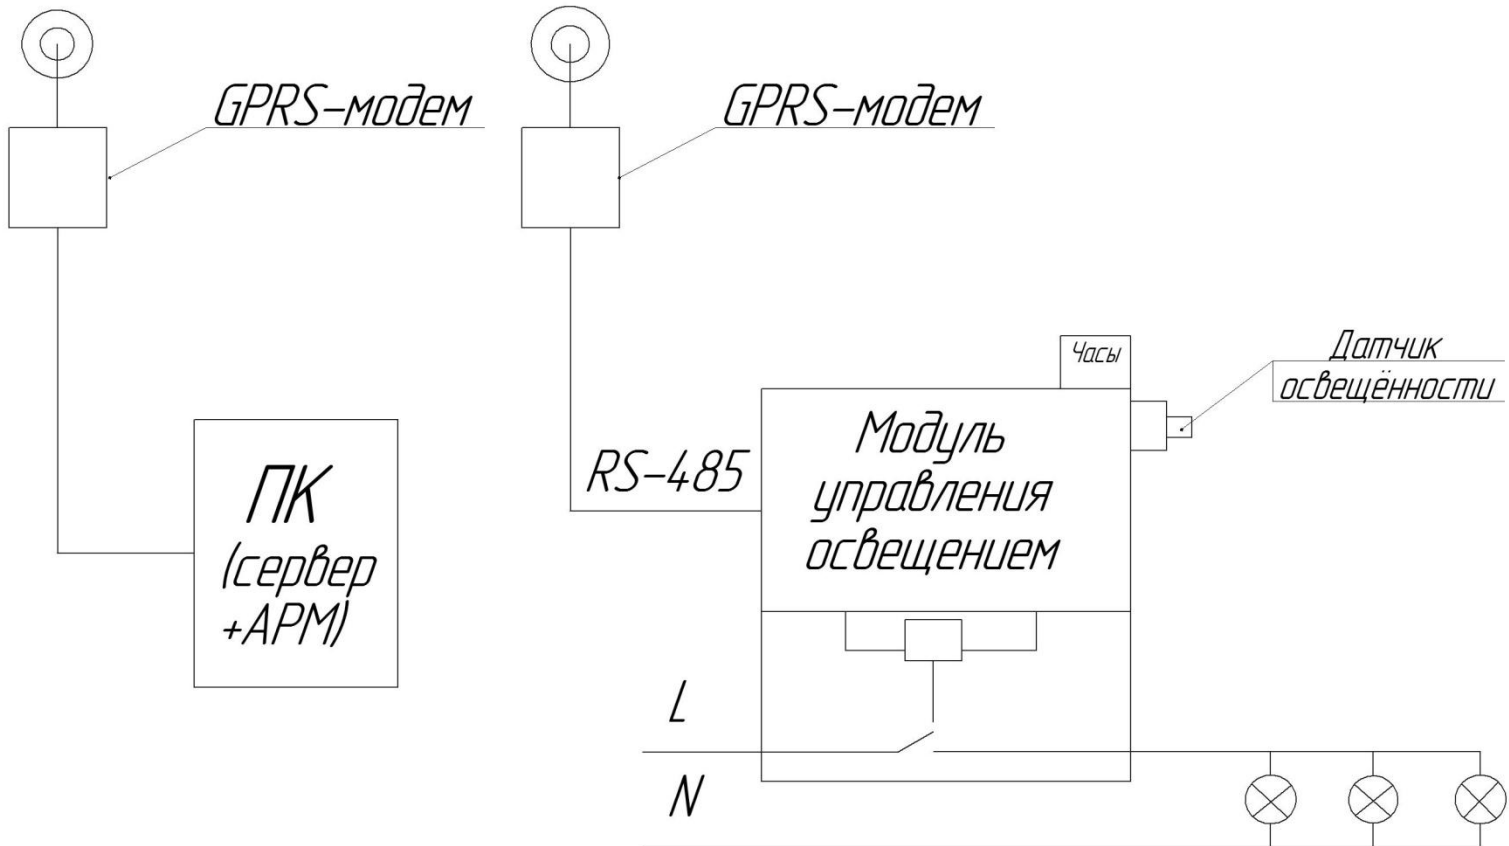 GPRS-модем
GPRS-модем
Часы
Датчик
освещённости
Модуль
управления
освещением
RS-485
ПК
(сервер
+АРМ)
L
N